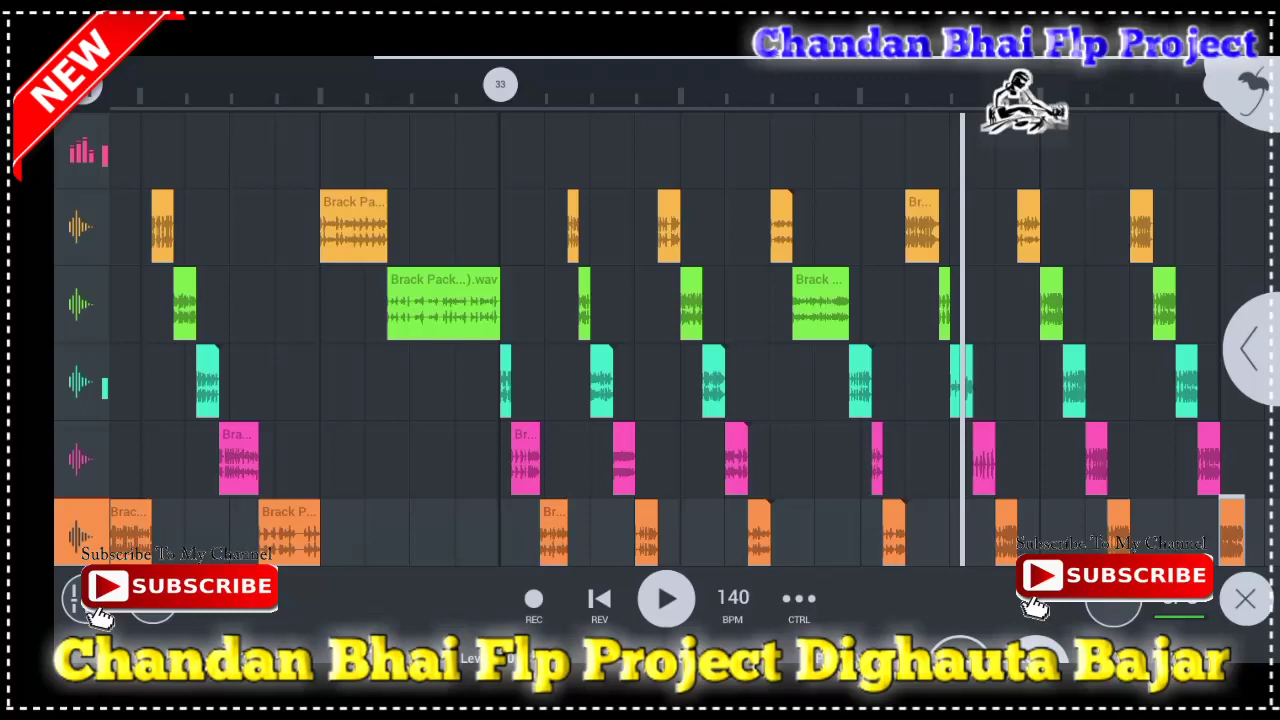 NEW
Chandan Bhai Flp Project
33
Brack Pa...
Br...
Brack Pack...).wav
Brack ...
Bra...
Br...
Brac...
Brack P...
Br...
Subscribe To My Channel
SUBSCRIBE
Subscribe To My Channel
SUBSCRIBE
140
REC
REV
BPM
CTRL
Chandan Bhai Flp Project Dighauta Bajar